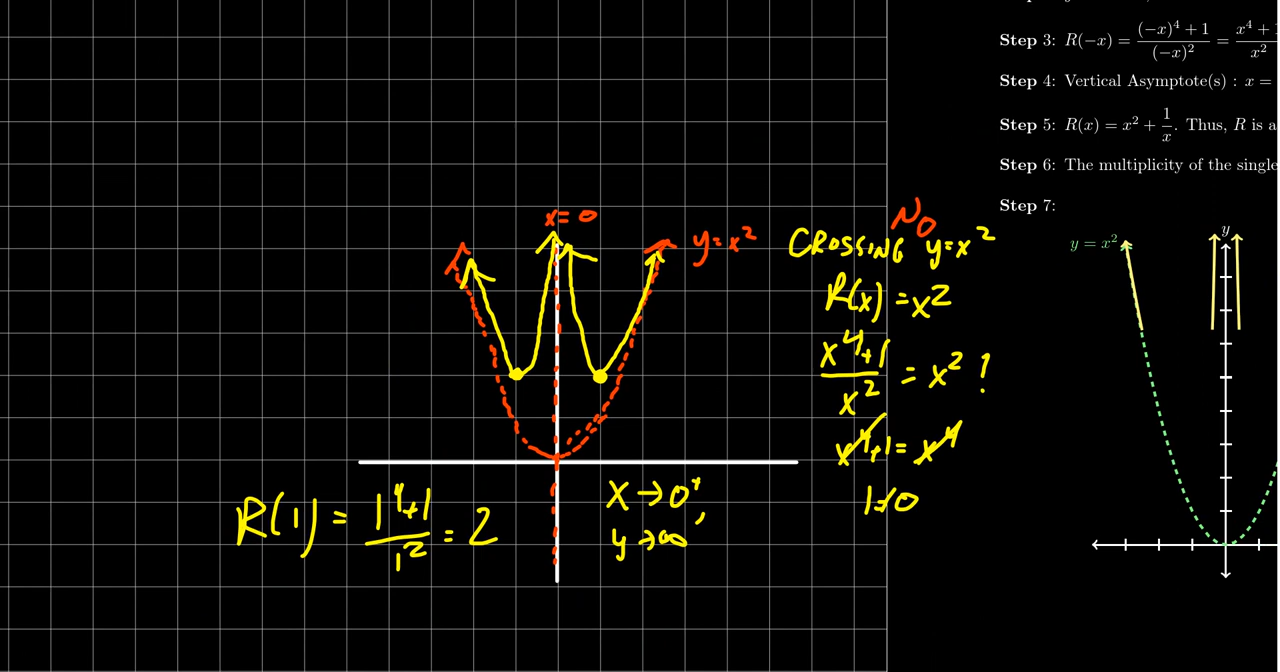 x = 0
y = x²
R(1) = (1⁴+1)/1² = 2
x → 0⁺,
y → ∞
NO
CROSSING y = x²
R(x) = x²
(x⁴+1)/x² = x² ?
x⁴+1 = x⁴
1≠0
Step 3: R(−x) = ((−x)⁴ + 1)/(−x)² = (x⁴ +)/x²
Step 4: Vertical Asymptote(s) : x =
Step 5: R(x) = x² + 1/x. Thus, R is a
Step 6: The multiplicity of the single
Step 7:
y = x²
y